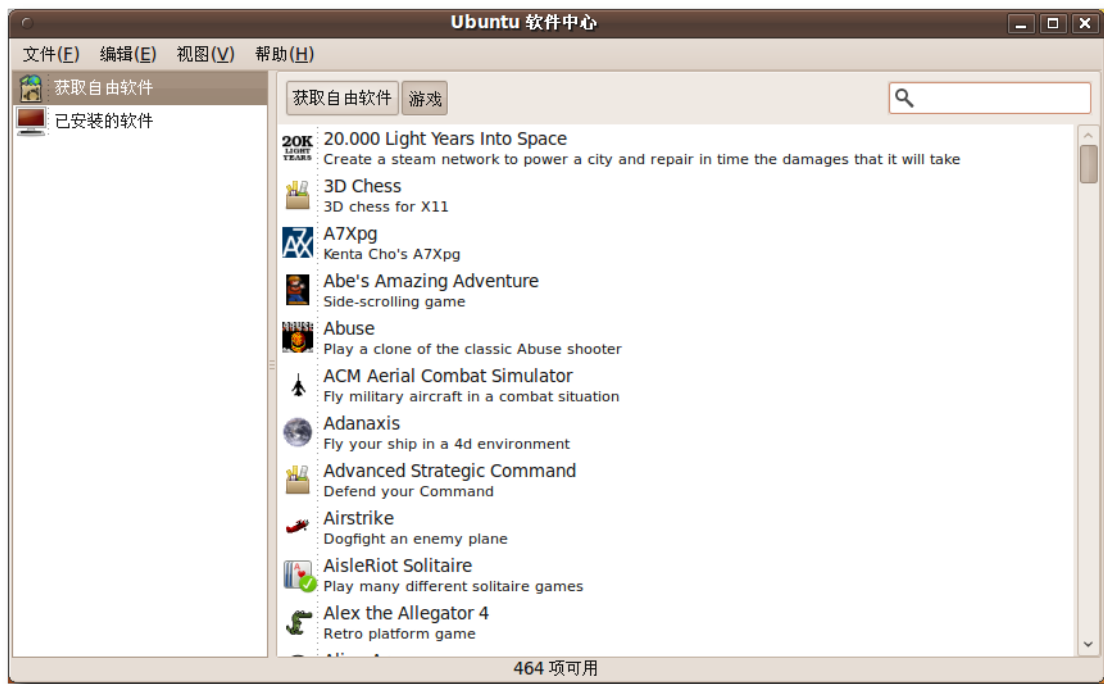 Ubuntu 软件中心
文件(F) 编辑(E) 视图(V) 帮助(H)
获取自由软件
已安装的软件
获取自由软件 游戏
20K LIGHT YEARS
20.000 Light Years Into Space
Create a steam network to power a city and repair in time the damages that it will take
3D Chess
3D chess for X11
A7X
A7Xpg
Kenta Cho's A7Xpg
Abe's Amazing Adventure
Side-scrolling game
ABUSE
Abuse
Play a clone of the classic Abuse shooter
ACM Aerial Combat Simulator
Fly military aircraft in a combat situation
Adanaxis
Fly your ship in a 4d environment
Advanced Strategic Command
Defend your Command
Airstrike
Dogfight an enemy plane
AisleRiot Solitaire
Play many different solitaire games
Alex the Allegator 4
Retro platform game
464 项可用